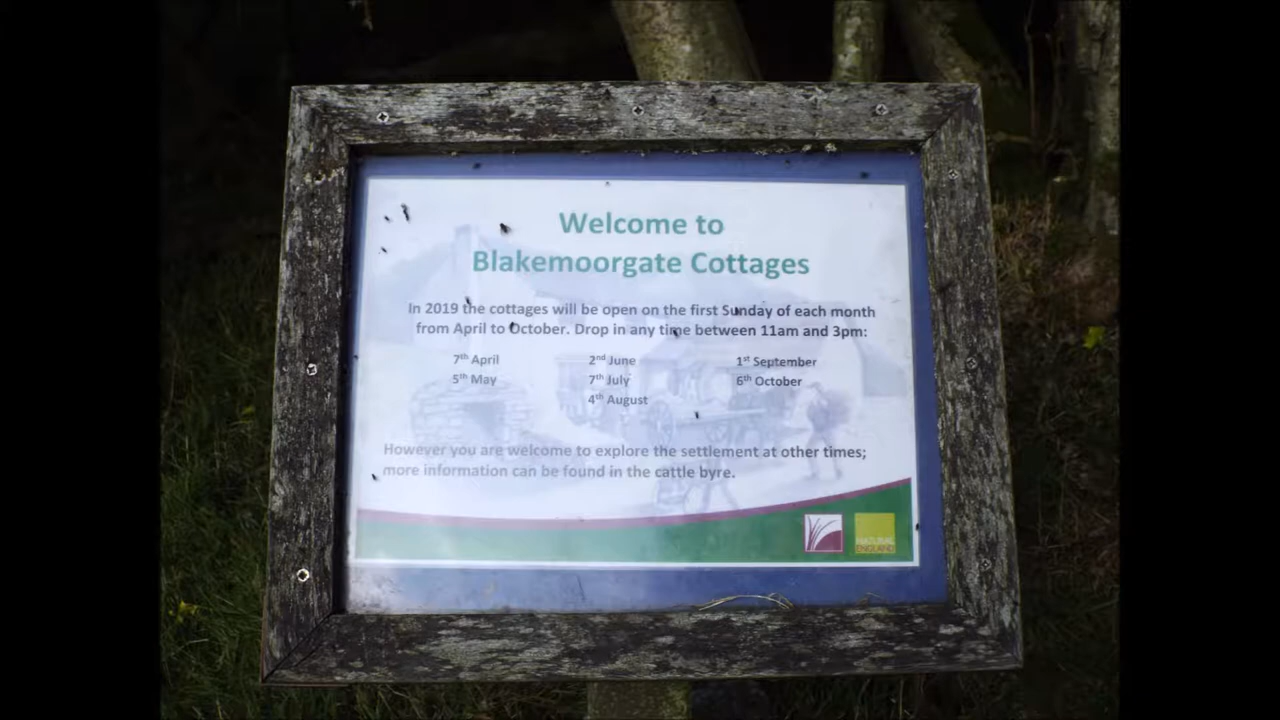 Welcome to
Blakemoorgate Cottages
In 2019 the cottages will be open on the first Sunday of each month
from April to October. Drop in any time between 11am and 3pm:
7th April 2nd June 1st September
5th May 7th July 6th October
4th August
However you are welcome to explore the settlement at other times;
more information can be found in the cattle byre.
NATURAL
ENGLAND